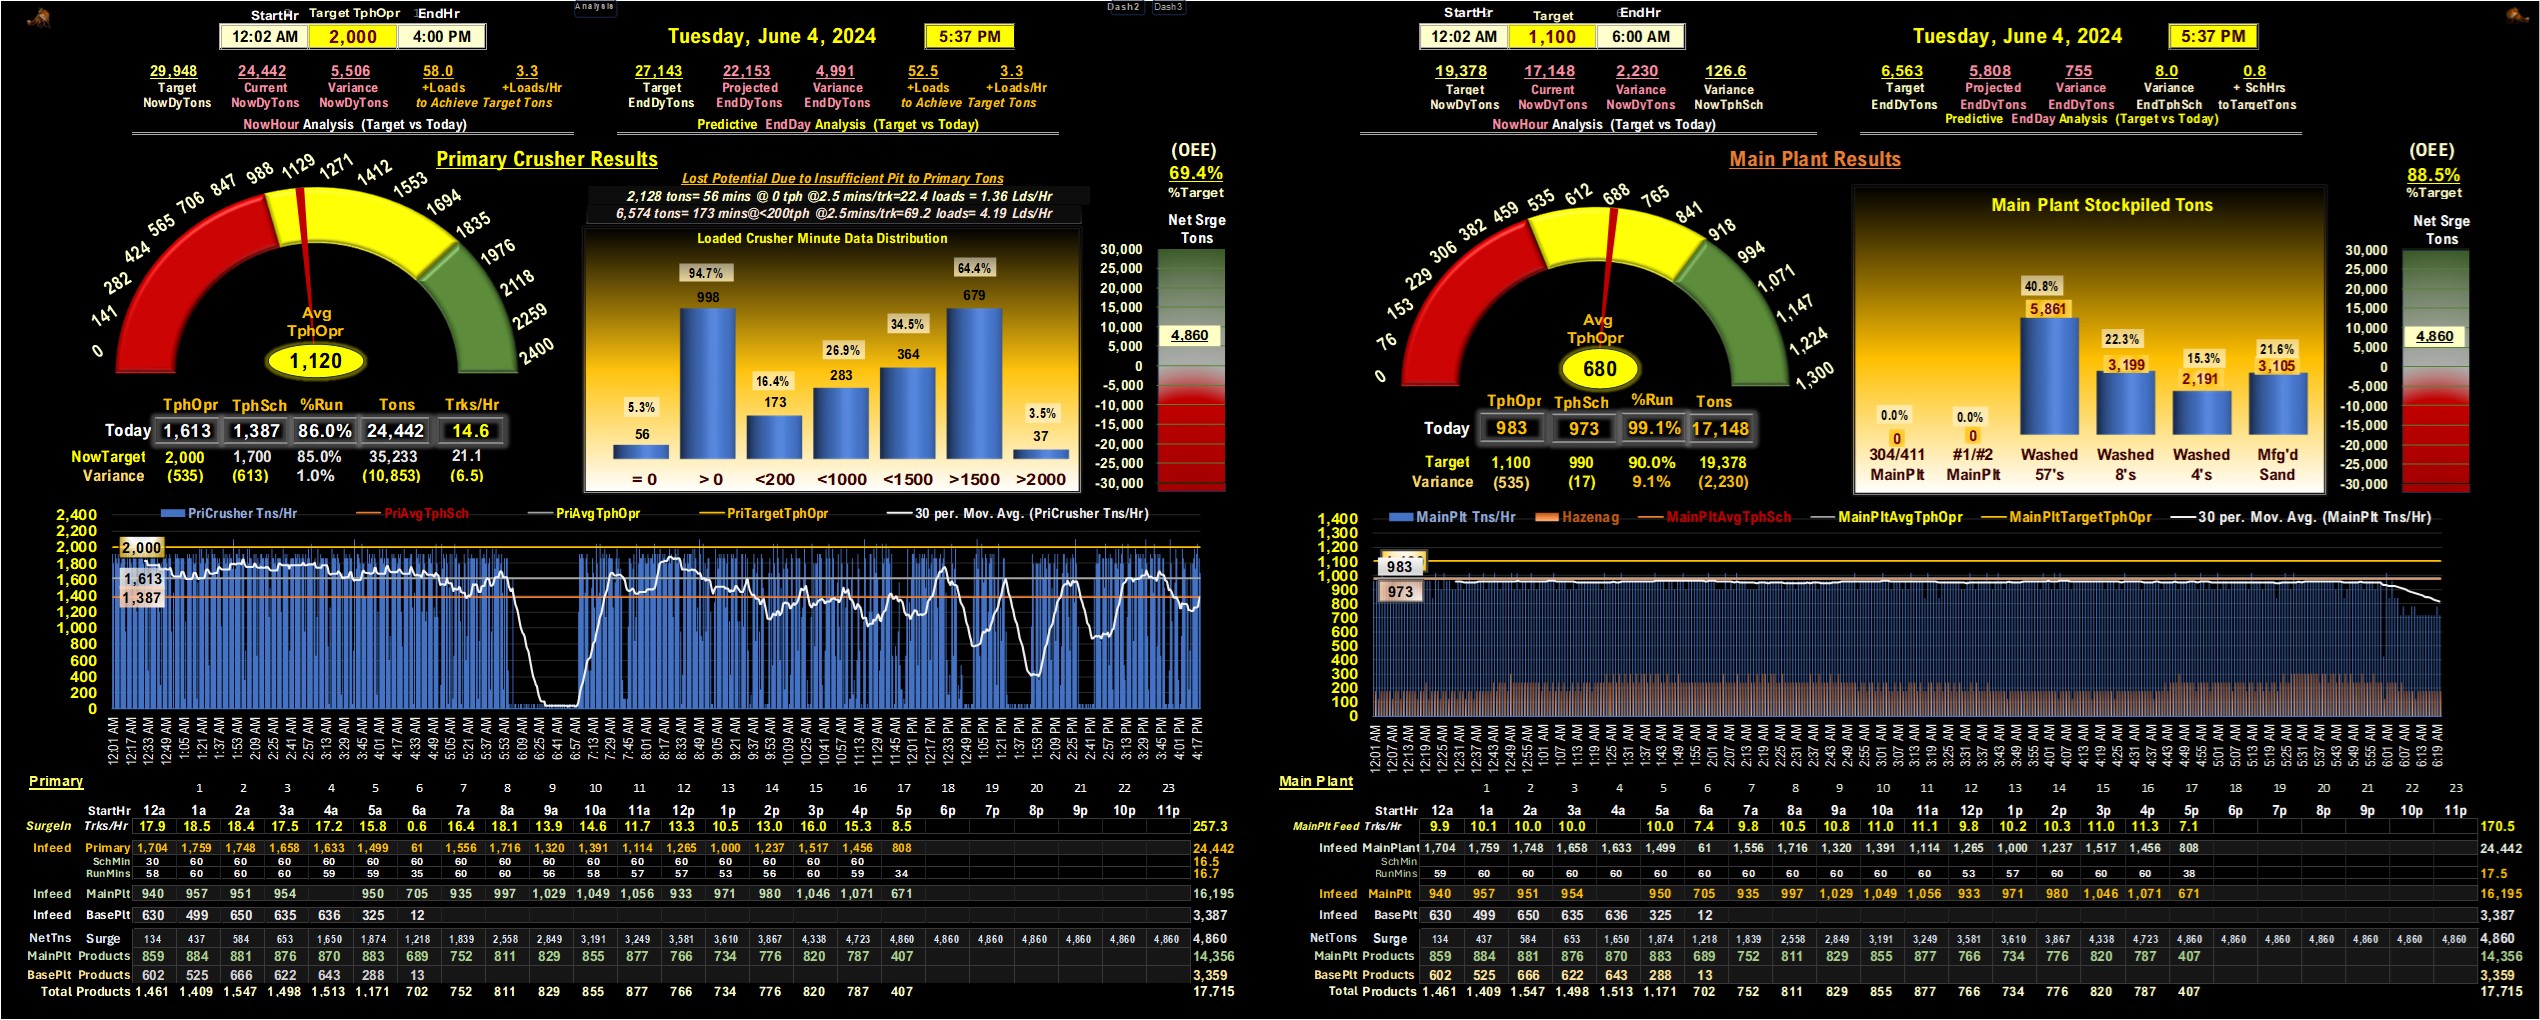 Analysis
Dash2 Dash3
StartHr Target TphOpr EndHr
12:02 AM 2,000 4:00 PM
Tuesday, June 4, 2024 5:37 PM
29,948 24,442 5,506 58.0 3.3
Target Current Variance +Loads +Loads/Hr
NowDyTons NowDyTons NowDyTons to Achieve Target Tons
NowHour Analysis (Target vs Today)
27,143 22,153 4,991 52.5 3.3
Target Projected Variance +Loads +Loads/Hr
EndDyTons EndDyTons EndDyTons to Achieve Target Tons
Predictive EndDay Analysis (Target vs Today)
Primary Crusher Results
0 141 282 424 565 706 847 988 1129 1271 1412 1553 1694 1835 1976 2118 2259 2400
Avg
TphOpr
1,120
TphOpr TphSch %Run Tons Trks/Hr
Today 1,613 1,387 86.0% 24,442 14.6
NowTarget 2,000 1,700 85.0% 35,233 21.1
Variance (535) (613) 1.0% (10,853) (6.5)
Lost Potential Due to Insufficient Pit to Primary Tons
2,128 tons= 56 mins @ 0 tph @2.5 mins/trk=22.4 loads = 1.36 Lds/Hr
6,574 tons= 173 mins@<200tph @2.5mins/trk=69.2 loads= 4.19 Lds/Hr
Loaded Crusher Minute Data Distribution
5.3% 94.7% 16.4% 26.9% 34.5% 64.4% 3.5%
56 998 173 283 364 679 37
= 0 > 0 <200 <1000 <1500 >1500 >2000
(OEE)
69.4%
%Target
Net Srge
Tons
30,000
25,000
20,000
15,000
10,000
4,860
5,000
0
-5,000
-10,000
-15,000
-20,000
-25,000
-30,000
PriCrusher Tns/Hr PriAvgTphSch PriAvgTphOpr PriTargetTphOpr 30 per. Mov. Avg. (PriCrusher Tns/Hr)
2,400
2,200
2,000
1,800
1,600
1,400
1,200
1,000
800
600
400
200
0
2,000
1,613
1,387
12:01 AM 12:17 AM 12:33 AM 12:49 AM 1:05 AM 1:21 AM 1:37 AM 1:53 AM 2:09 AM 2:25 AM 2:41 AM 2:57 AM 3:13 AM 3:29 AM 3:45 AM 4:01 AM 4:17 AM 4:33 AM 4:49 AM 5:05 AM 5:21 AM 5:37 AM 5:53 AM 6:09 AM 6:25 AM 6:41 AM 6:57 AM 7:13 AM 7:29 AM 7:45 AM 8:01 AM 8:17 AM 8:33 AM 8:49 AM 9:05 AM 9:21 AM 9:37 AM 9:53 AM 10:09 AM 10:25 AM 10:41 AM 10:57 AM 11:13 AM 11:29 AM 11:45 AM 12:01 PM 12:17 PM 12:33 PM 12:49 PM 1:05 PM 1:21 PM 1:37 PM 1:53 PM 2:09 PM 2:25 PM 2:41 PM 2:57 PM 3:13 PM 3:29 PM 3:45 PM 4:01 PM 4:17 PM
Primary
1 2 3 4 5 6 7 8 9 10 11 12 13 14 15 16 17 18 19 20 21 22 23
StartHr 12a 1a 2a 3a 4a 5a 6a 7a 8a 9a 10a 11a 12p 1p 2p 3p 4p 5p 6p 7p 8p 9p 10p 11p
SurgeIn Trks/Hr 17.9 18.5 18.4 17.5 17.2 15.8 0.6 16.4 18.1 13.9 14.6 11.7 13.3 10.5 13.0 16.0 15.3 8.5 257.3
Infeed Primary 1,704 1,759 1,748 1,658 1,633 1,499 61 1,556 1,716 1,320 1,391 1,114 1,265 1,000 1,237 1,517 1,456 808 24,442
SchMin 30 60 60 60 60 60 60 60 60 60 60 60 60 60 60 60 60 16.5
RunMins 58 60 60 60 59 59 35 60 60 56 58 57 57 53 56 60 59 34 16.7
Infeed MainPlt 940 957 951 954 950 705 935 997 1,029 1,049 1,056 933 971 980 1,046 1,071 671 16,195
Infeed BasePlt 630 499 650 635 636 325 12 3,387
NetTns Surge 134 437 584 653 1,650 1,874 1,218 1,839 2,558 2,849 3,191 3,249 3,581 3,610 3,867 4,338 4,723 4,860 4,860 4,860 4,860 4,860 4,860 4,860 4,860
MainPlt Products 859 884 881 876 870 883 689 752 811 829 855 877 766 734 776 820 787 407 14,356
BasePlt Products 602 525 666 622 643 288 13 3,359
Total Products 1,461 1,409 1,547 1,498 1,513 1,171 702 752 811 829 855 877 766 734 776 820 787 407 17,715
StartHr Target EndHr
12:02 AM 1,100 6:00 AM
Tuesday, June 4, 2024 5:37 PM
19,378 17,148 2,230 126.6
Target Current Variance Variance
NowDyTons NowDyTons NowDyTons NowTphSch
NowHour Analysis (Target vs Today)
6,563 5,808 755 8.0 0.8
Target Projected Variance Variance + SchHrs
EndDyTons EndDyTons EndDyTons EndTphSch toTargetTons
Predictive EndDay Analysis (Target vs Today)
Main Plant Results
0 76 153 229 306 382 459 535 612 688 765 841 918 994 1,071 1,147 1,224 1,300
Avg
TphOpr
680
TphOpr TphSch %Run Tons
Today 983 973 99.1% 17,148
Target 1,100 990 90.0% 19,378
Variance (535) (17) 9.1% (2,230)
Main Plant Stockpiled Tons
0.0% 0.0% 40.8% 22.3% 15.3% 21.6%
0 0 5,861 3,199 2,191 3,105
304/411 #1/#2 Washed Washed Washed Mfg'd
MainPlt MainPlt 57's 8's 4's Sand
(OEE)
88.5%
%Target
Net Srge
Tons
30,000
25,000
20,000
15,000
10,000
4,860
5,000
0
-5,000
-10,000
-15,000
-20,000
-25,000
-30,000
MainPlt Tns/Hr Hazenag MainPltAvgTphSch MainPltAvgTphOpr MainPltTargetTphOpr 30 per. Mov. Avg. (MainPlt Tns/Hr)
1,400
1,300
1,200
1,100
1,000
900
800
700
600
500
400
300
200
100
0
983
973
12:01 AM 12:07 AM 12:13 AM 12:19 AM 12:25 AM 12:31 AM 12:37 AM 12:43 AM 12:49 AM 12:55 AM 1:01 AM 1:07 AM 1:13 AM 1:19 AM 1:25 AM 1:31 AM 1:37 AM 1:43 AM 1:49 AM 1:55 AM 2:01 AM 2:07 AM 2:13 AM 2:19 AM 2:25 AM 2:31 AM 2:37 AM 2:43 AM 2:49 AM 2:55 AM 3:01 AM 3:07 AM 3:13 AM 3:19 AM 3:25 AM 3:31 AM 3:37 AM 3:43 AM 3:49 AM 3:55 AM 4:01 AM 4:07 AM 4:13 AM 4:19 AM 4:25 AM 4:31 AM 4:37 AM 4:43 AM 4:49 AM 4:55 AM 5:01 AM 5:07 AM 5:13 AM 5:19 AM 5:25 AM 5:31 AM 5:37 AM 5:43 AM 5:49 AM 5:55 AM 6:01 AM 6:07 AM 6:13 AM 6:19 AM
Main Plant
1 2 3 4 5 6 7 8 9 10 11 12 13 14 15 16 17 18 19 20 21 22 23
StartHr 12a 1a 2a 3a 4a 5a 6a 7a 8a 9a 10a 11a 12p 1p 2p 3p 4p 5p 6p 7p 8p 9p 10p 11p
MainPlt Feed Trks/Hr 9.9 10.1 10.0 10.0 10.0 7.4 9.8 10.5 10.8 11.0 11.1 9.8 10.2 10.3 11.0 11.3 7.1 170.5
Infeed MainPlant 1,704 1,759 1,748 1,658 1,633 1,499 61 1,556 1,716 1,320 1,391 1,114 1,265 1,000 1,237 1,517 1,456 808 24,442
SchMin
RunMins 59 60 60 60 60 60 60 60 60 60 60 60 53 57 60 60 60 38 17.5
Infeed MainPlt 940 957 951 954 950 705 935 997 1,029 1,049 1,056 933 971 980 1,046 1,071 671 16,195
Infeed BasePlt 630 499 650 635 636 325 12 3,387
NetTons Surge 134 437 584 653 1,650 1,874 1,218 1,839 2,558 2,849 3,191 3,249 3,581 3,610 3,867 4,338 4,723 4,860 4,860 4,860 4,860 4,860 4,860 4,860 4,860
MainPlt Products 859 884 881 876 870 883 689 752 811 829 855 877 766 734 776 820 787 407 14,356
BasePlt Products 602 525 666 622 643 288 13 3,359
Total Products 1,461 1,409 1,547 1,498 1,513 1,171 702 752 811 829 855 877 766 734 776 820 787 407 17,715